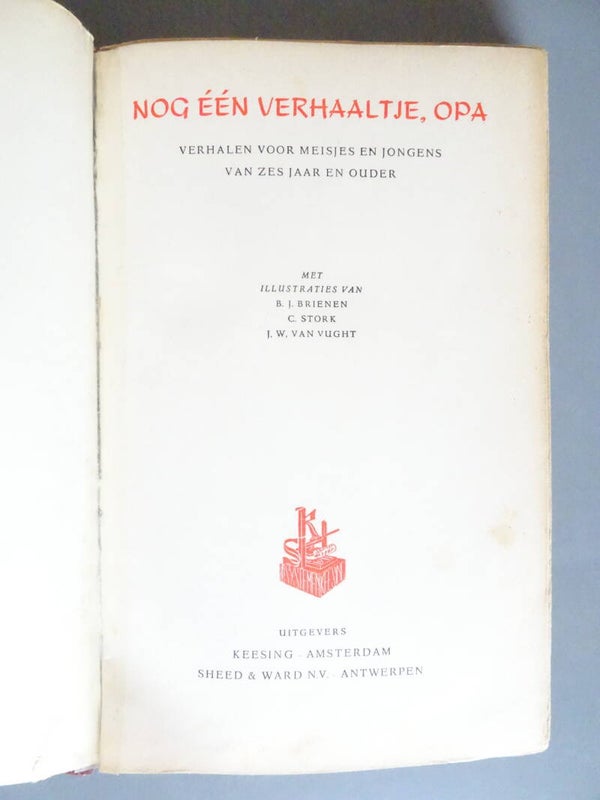 NOG ÉÉN VERHAALTJE, OPA
VERHALEN VOOR MEISJES EN JONGENS
VAN ZES JAAR EN OUDER
MET
ILLUSTRATIES VAN
B. J. BRIENEN
C. STORK
J. W. VAN VUGHT
UITGEVERS
KEESING - AMSTERDAM
SHEED & WARD N.V. - ANTWERPEN